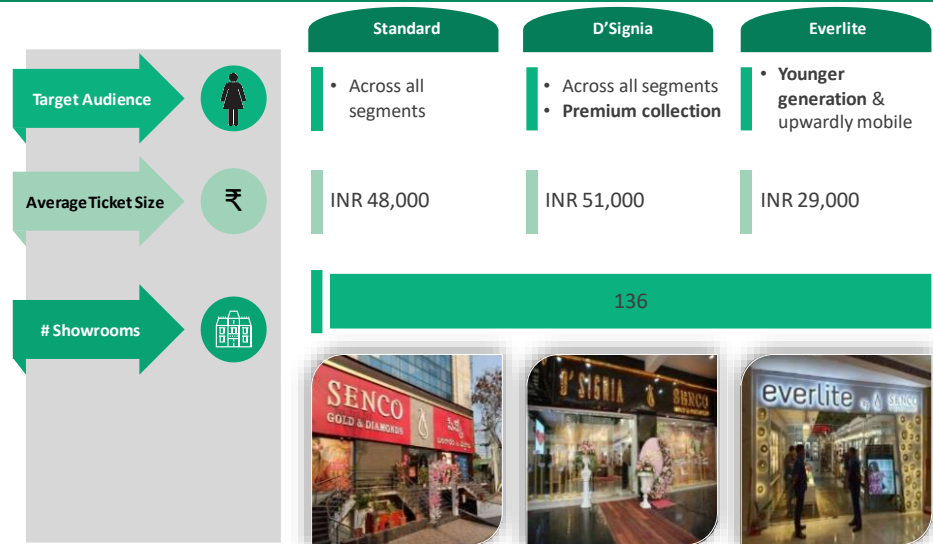 Standard
D'Signia
Everlite
Target Audience
• Across all
segments
• Across all segments
• Premium collection
• Younger
generation &
upwardly mobile
Average Ticket Size
₹
INR 48,000
INR 51,000
INR 29,000
# Showrooms
136
SENCO
GOLD & DIAMONDS
D'SIGNIA
SENCO
everlite
by
SENCO